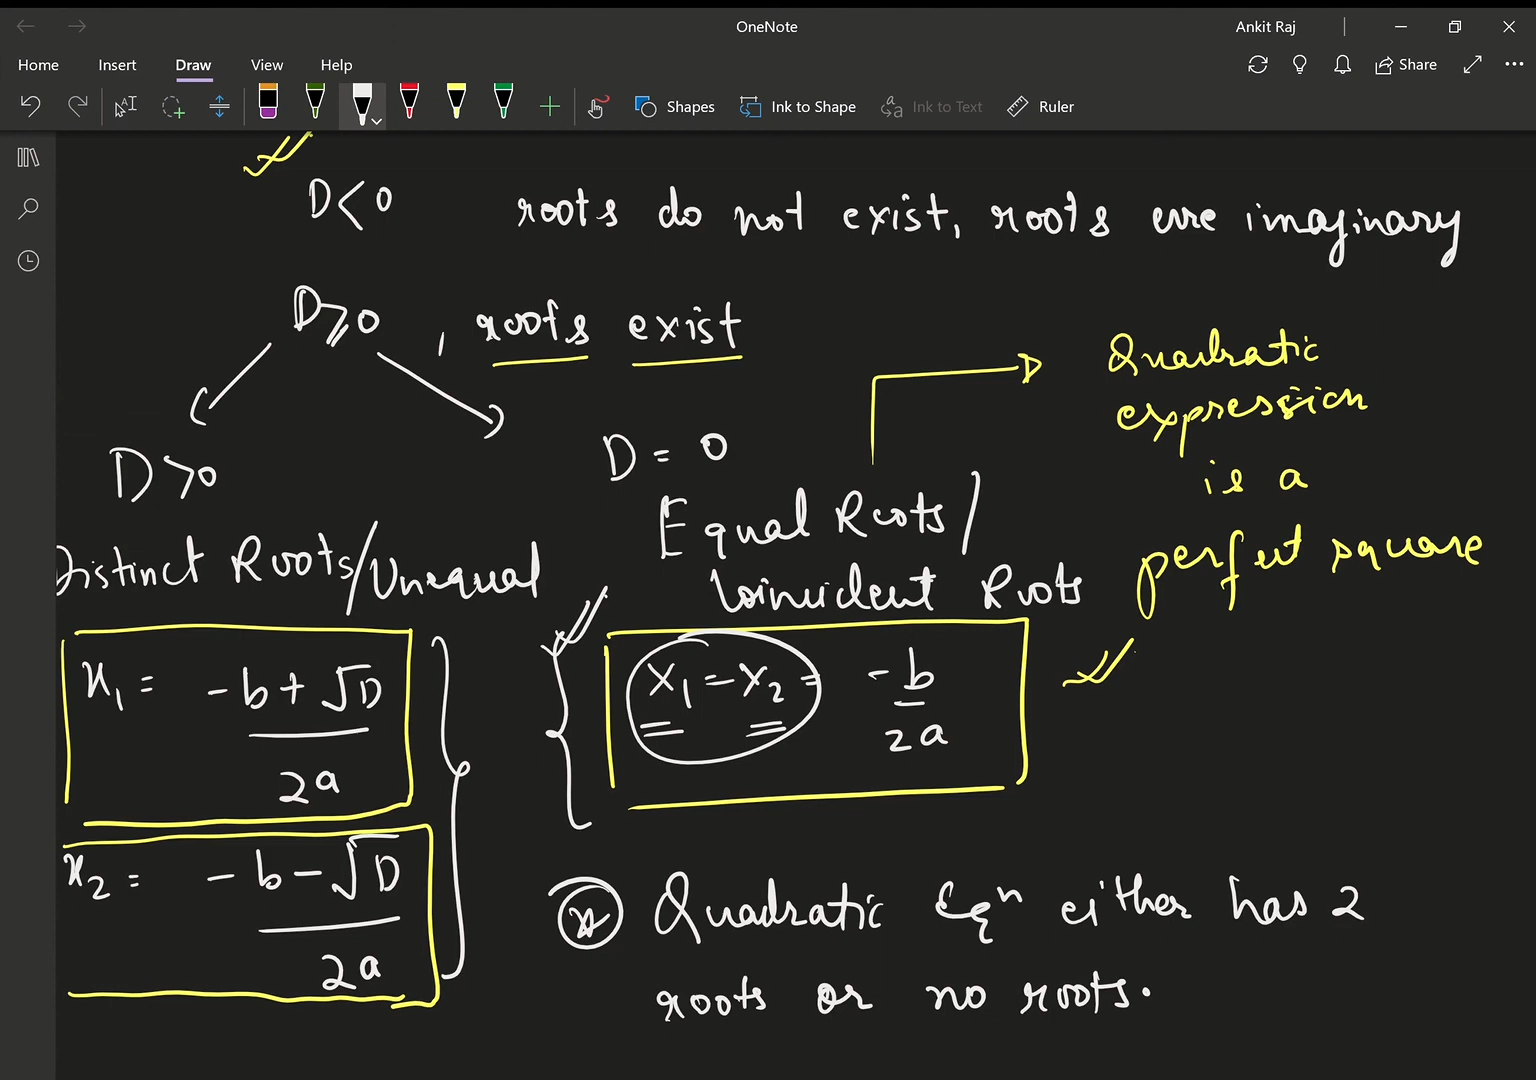 OneNote
Ankit Raj
Home Insert Draw View Help
Share
Shapes Ink to Shape Ink to Text Ruler
D<0 roots do not exist, roots are imaginary
D⩾0 , roots exist
Quadratic
expression
is a
perfect square
D>0
D = 0
Distinct Roots/Unequal
Equal Roots/
Coincident Roots
x₁ = -b+√D
2a
x₂ = -b-√D
2a
x₁=x₂= -b
2a
* Quadratic Eqⁿ either has 2
roots or no roots.